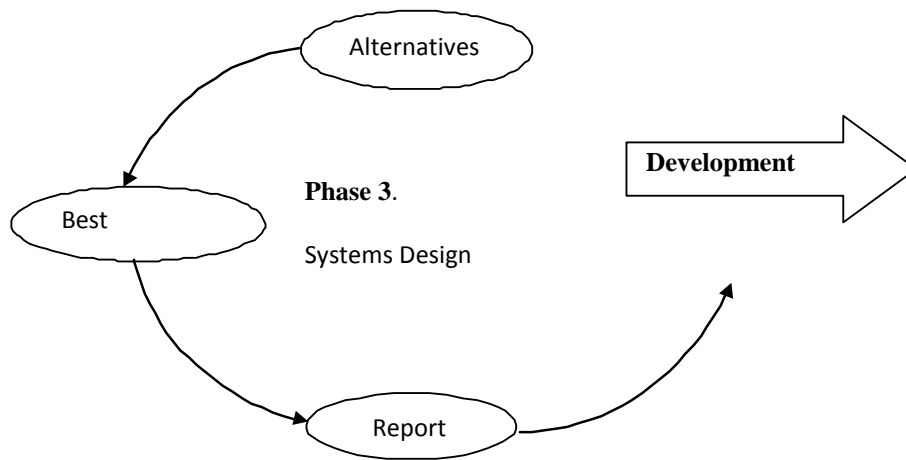 Alternatives
Development
Phase 3.
Best
Systems Design
Report